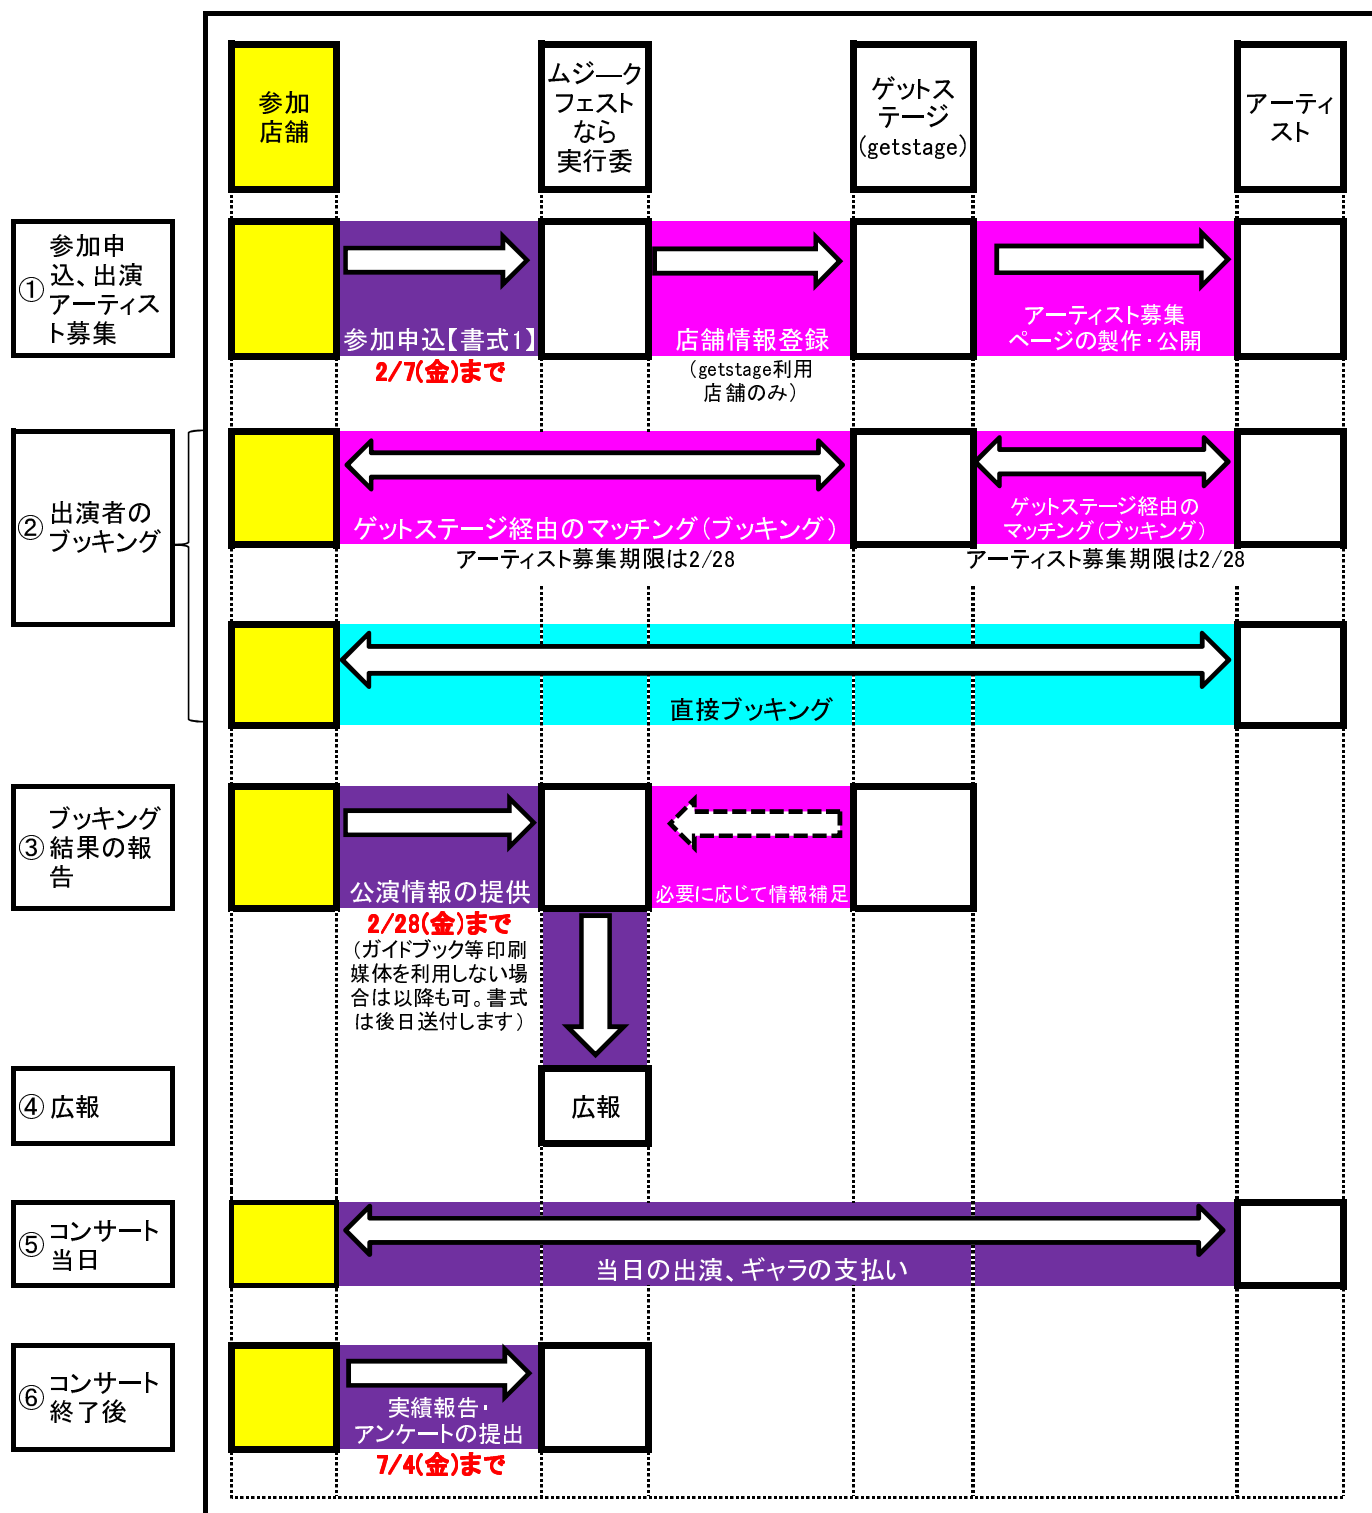 参加
店舗
ムジ―ク
フェスト
なら
実行委
ゲットス
テージ
(getstage)
アーティ
スト
①
参加申
込、出演
アーティス
ト募集
参加申込【書式1】
2/7(金)まで
店舗情報登録
(getstage利用
店舗のみ)
アーティスト募集
ページの製作・公開
②
出演者の
ブッキング
ゲットステージ経由のマッチング(ブッキング)
アーティスト募集期限は2/28
ゲットステージ経由の
マッチング(ブッキング)
アーティスト募集期限は2/28
直接ブッキング
③
ブッキング
結果の報
告
公演情報の提供
2/28(金)まで
(ガイドブック等印刷
媒体を利用しない場
合は以降も可。書式
は後日送付します)
必要に応じて情報補足
④
広報
広報
⑤
コンサート
当日
当日の出演、ギャラの支払い
⑥
コンサート
終了後
実績報告・
アンケートの提出
7/4(金)まで